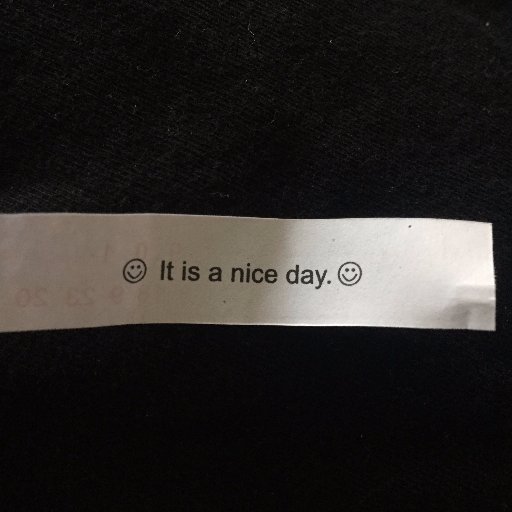 ☺ It is a nice day. ☺